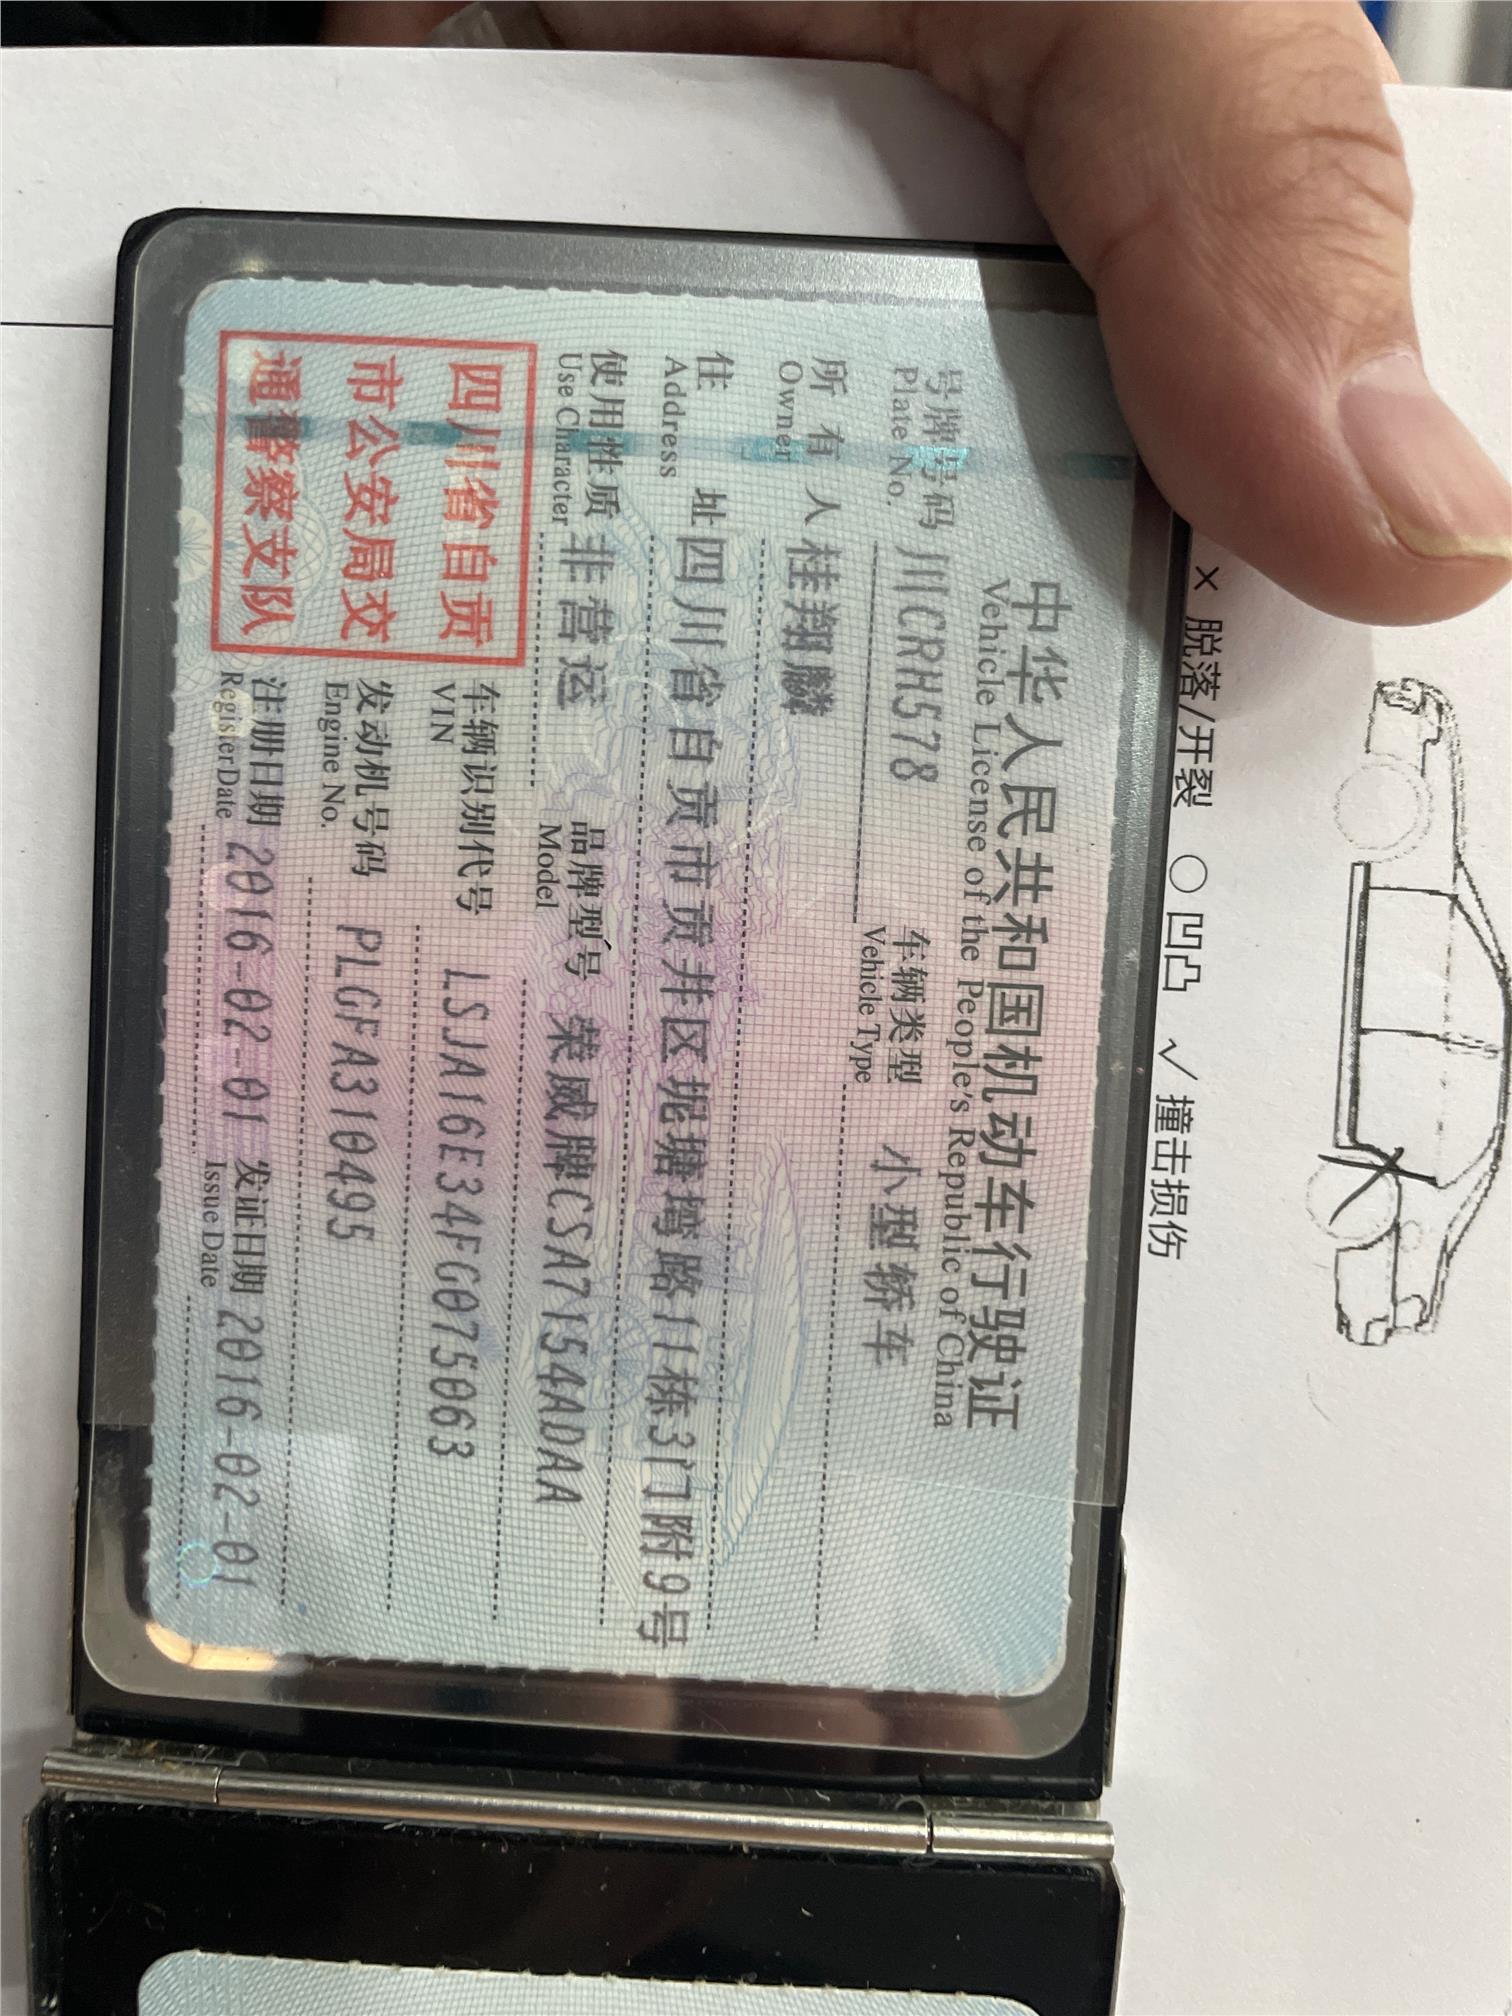 中华人民共和国机动车行驶证
Vehicle License of the People's Republic of China
号牌号码 川CRH578 车辆类型 小型轿车
Plate No. Vehicle Type
所有人 桂翔麟
Owner
住址 四川省自贡市贡井区堰塘湾路11栋3门附9号
Address
使用性质 非营运 品牌型号 荣威牌CSA7154ADAA
Use Character Model
四川省自贡
市公安局交
通警察支队
车辆识别代号 LSJA16E34FG075063
VIN
发动机号码 PLGFA310495
Engine No.
注册日期 2016-02-01 发证日期 2016-02-01
Register Date Issue Date
× 脱落/开裂 ○ 凹凸 √ 撞击损伤